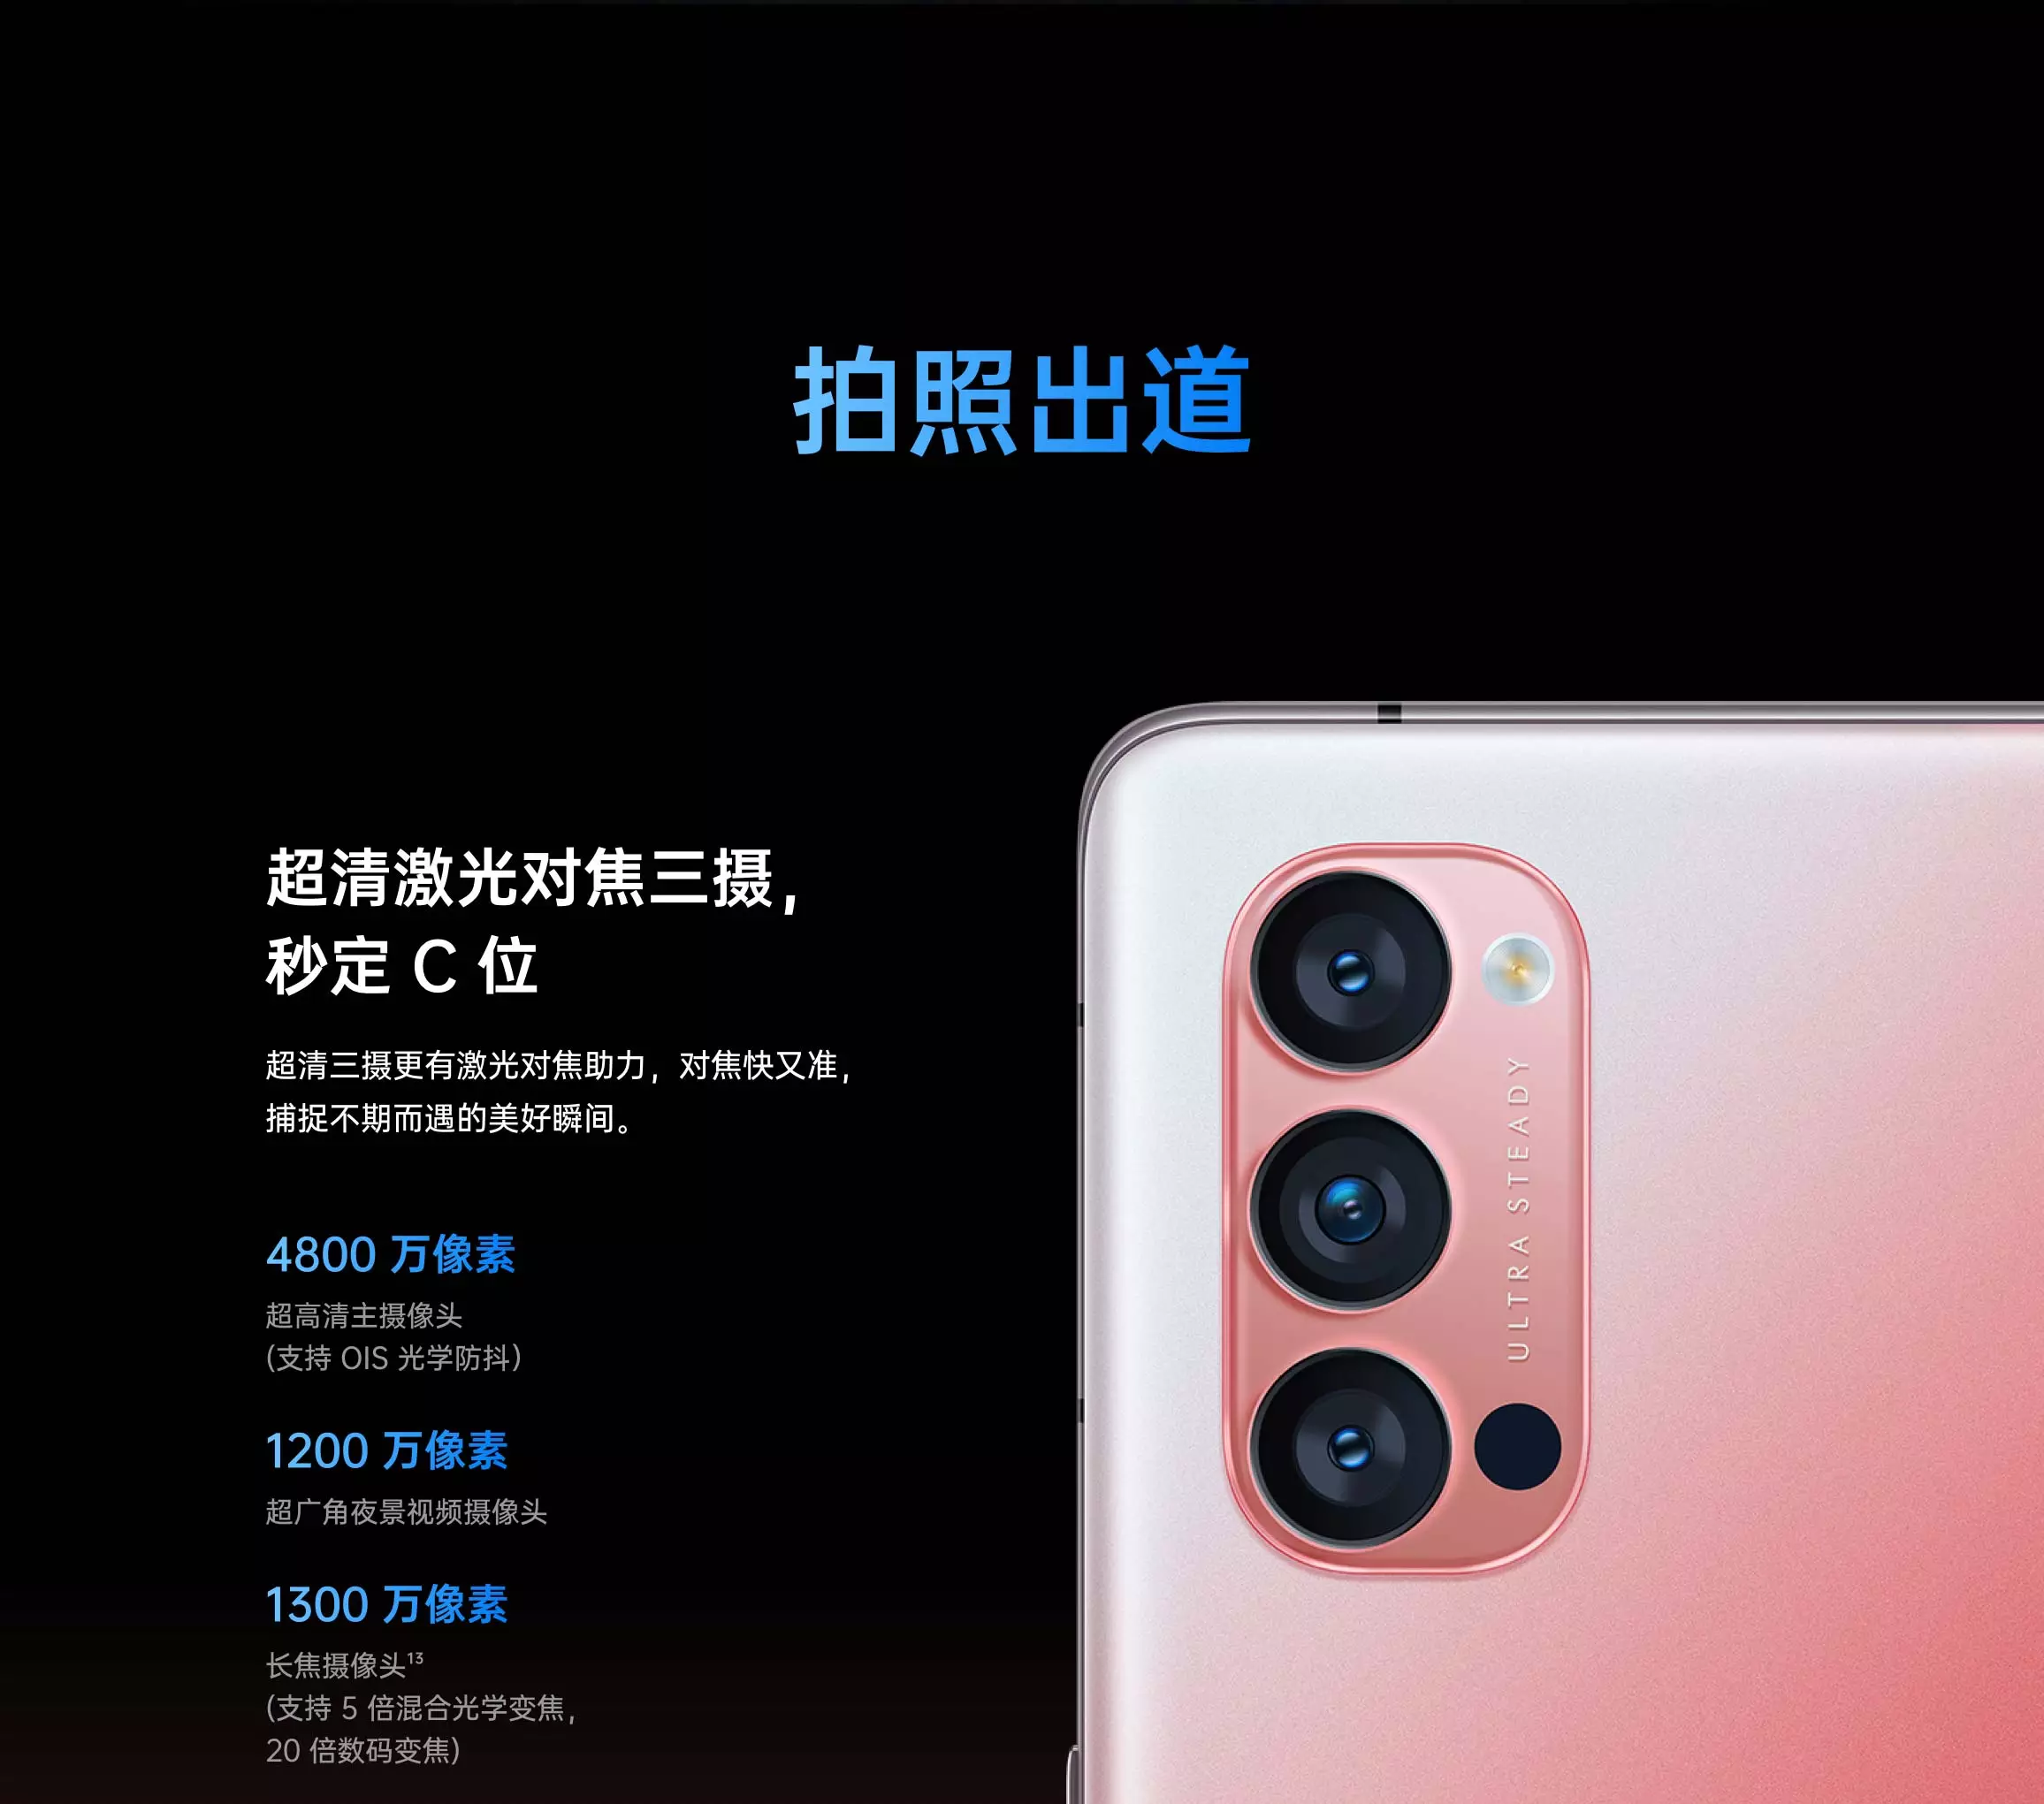 拍照出道
超清激光对焦三摄，
秒定 C 位
超清三摄更有激光对焦助力，对焦快又准，
捕捉不期而遇的美好瞬间。
4800 万像素
超高清主摄像头
(支持 OIS 光学防抖)
1200 万像素
超广角夜景视频摄像头
1300 万像素
长焦摄像头¹³
(支持 5 倍混合光学变焦，
20 倍数码变焦)
ULTRA STEADY